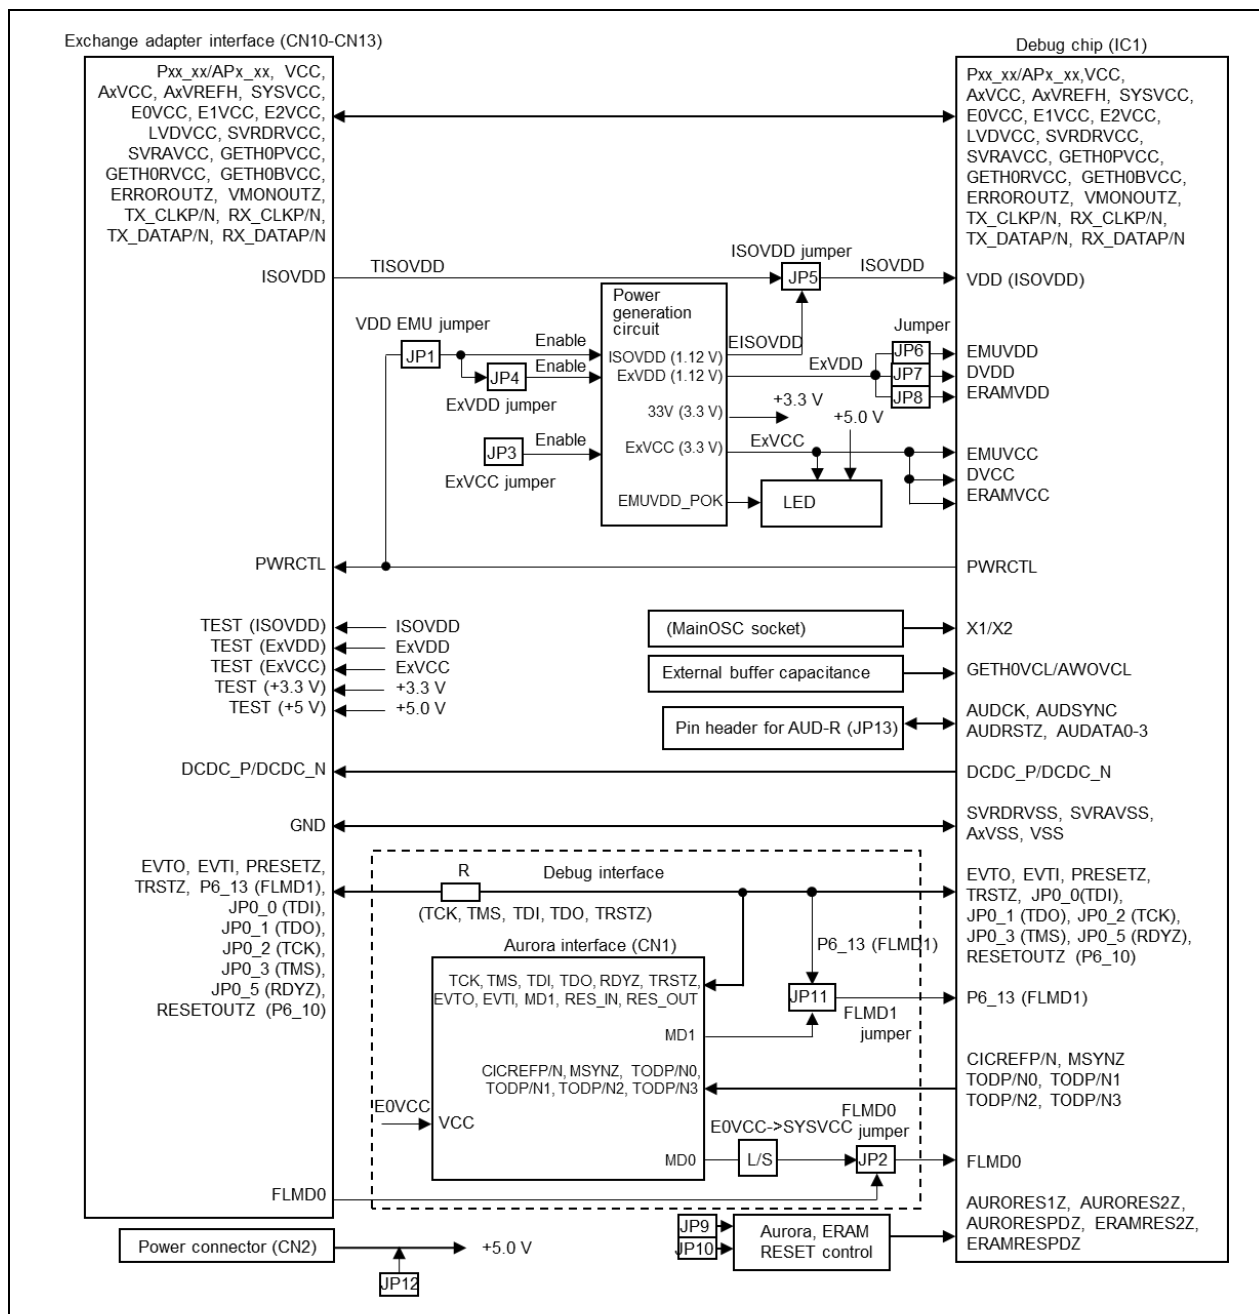 Exchange adapter interface (CN10-CN13)
Debug chip (IC1)
Pxx_xx/APx_xx, VCC,
AxVCC, AxVREFH, SYSVCC,
E0VCC, E1VCC, E2VCC,
LVDVCC, SVRDRVCC,
SVRAVCC, GETH0PVCC,
GETH0RVCC, GETH0BVCC,
ERROROUTZ, VMONOUTZ,
TX_CLKP/N, RX_CLKP/N,
TX_DATAP/N, RX_DATAP/N
Pxx_xx/APx_xx,VCC,
AxVCC, AxVREFH, SYSVCC,
E0VCC, E1VCC, E2VCC,
LVDVCC, SVRDRVCC,
SVRAVCC, GETH0PVCC,
GETH0RVCC, GETH0BVCC,
ERROROUTZ, VMONOUTZ,
TX_CLKP/N, RX_CLKP/N,
TX_DATAP/N, RX_DATAP/N
ISOVDD jumper
ISOVDD
TISOVDD
JP5
ISOVDD
VDD (ISOVDD)
Power
generation
circuit
VDD EMU jumper
JP1
Enable
ISOVDD (1.12 V)
EISOVDD
JP4
Enable
ExVDD (1.12 V)
ExVDD
ExVDD jumper
Jumper
JP6
JP7
JP8
EMUVDD
DVDD
ERAMVDD
33V (3.3 V)
+3.3 V
+5.0 V
JP3
Enable
ExVCC jumper
ExVCC (3.3 V)
ExVCC
EMUVCC
DVCC
ERAMVCC
EMUVDD_POK
LED
PWRCTL
PWRCTL
TEST (ISOVDD)
ISOVDD
TEST (ExVDD)
ExVDD
TEST (ExVCC)
ExVCC
TEST (+3.3 V)
+3.3 V
TEST (+5 V)
+5.0 V
(MainOSC socket)
X1/X2
External buffer capacitance
GETH0VCL/AWOVCL
Pin header for AUD-R (JP13)
AUDCK, AUDSYNC
AUDRSTZ, AUDATA0-3
DCDC_P/DCDC_N
DCDC_P/DCDC_N
GND
SVRDRVSS, SVRAVSS,
AxVSS, VSS
EVTO, EVTI, PRESETZ,
TRSTZ, P6_13 (FLMD1),
JP0_0 (TDI),
JP0_1 (TDO),
JP0_2 (TCK),
JP0_3 (TMS),
JP0_5 (RDYZ),
RESETOUTZ (P6_10)
R
Debug interface
(TCK, TMS, TDI, TDO, TRSTZ)
EVTO, EVTI, PRESETZ,
TRSTZ, JP0_0(TDI),
JP0_1 (TDO), JP0_2 (TCK),
JP0_3 (TMS), JP0_5 (RDYZ),
RESETOUTZ (P6_10)
Aurora interface (CN1)
P6_13 (FLMD1)
TCK, TMS, TDI, TDO, RDYZ, TRSTZ,
EVTO, EVTI, MD1, RES_IN, RES_OUT
JP11
P6_13 (FLMD1)
FLMD1
jumper
MD1
CICREFP/N, MSYNZ, TODP/N0,
TODP/N1, TODP/N2, TODP/N3
CICREFP/N, MSYNZ
TODP/N0, TODP/N1
TODP/N2, TODP/N3
E0VCC
VCC
E0VCC->SYSVCC
FLMD0
jumper
MD0
L/S
JP2
FLMD0
FLMD0
JP9
JP10
Aurora, ERAM
RESET control
AURORES1Z, AURORES2Z,
AURORESPDZ, ERAMRES2Z,
ERAMRESPDZ
Power connector (CN2)
+5.0 V
JP12